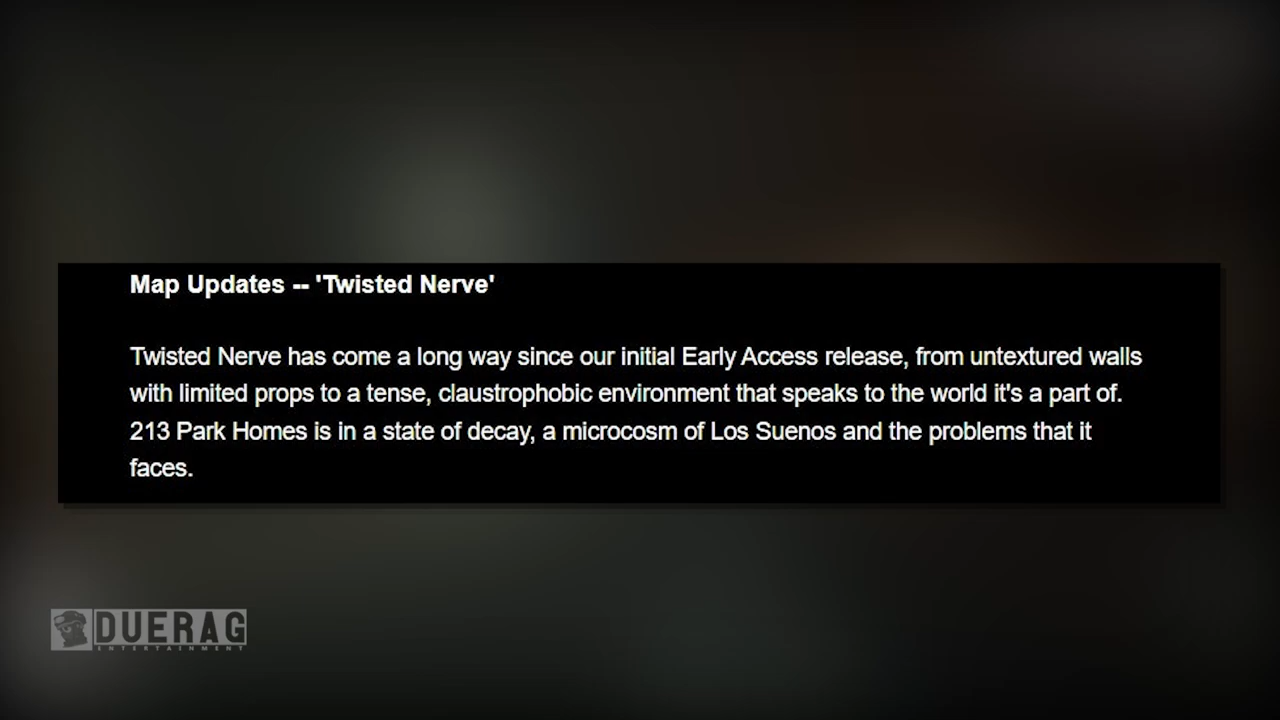 Map Updates -- 'Twisted Nerve'
Twisted Nerve has come a long way since our initial Early Access release, from untextured walls
with limited props to a tense, claustrophobic environment that speaks to the world it's a part of.
213 Park Homes is in a state of decay, a microcosm of Los Suenos and the problems that it
faces.
DUERAG
ENTERTAINMENT